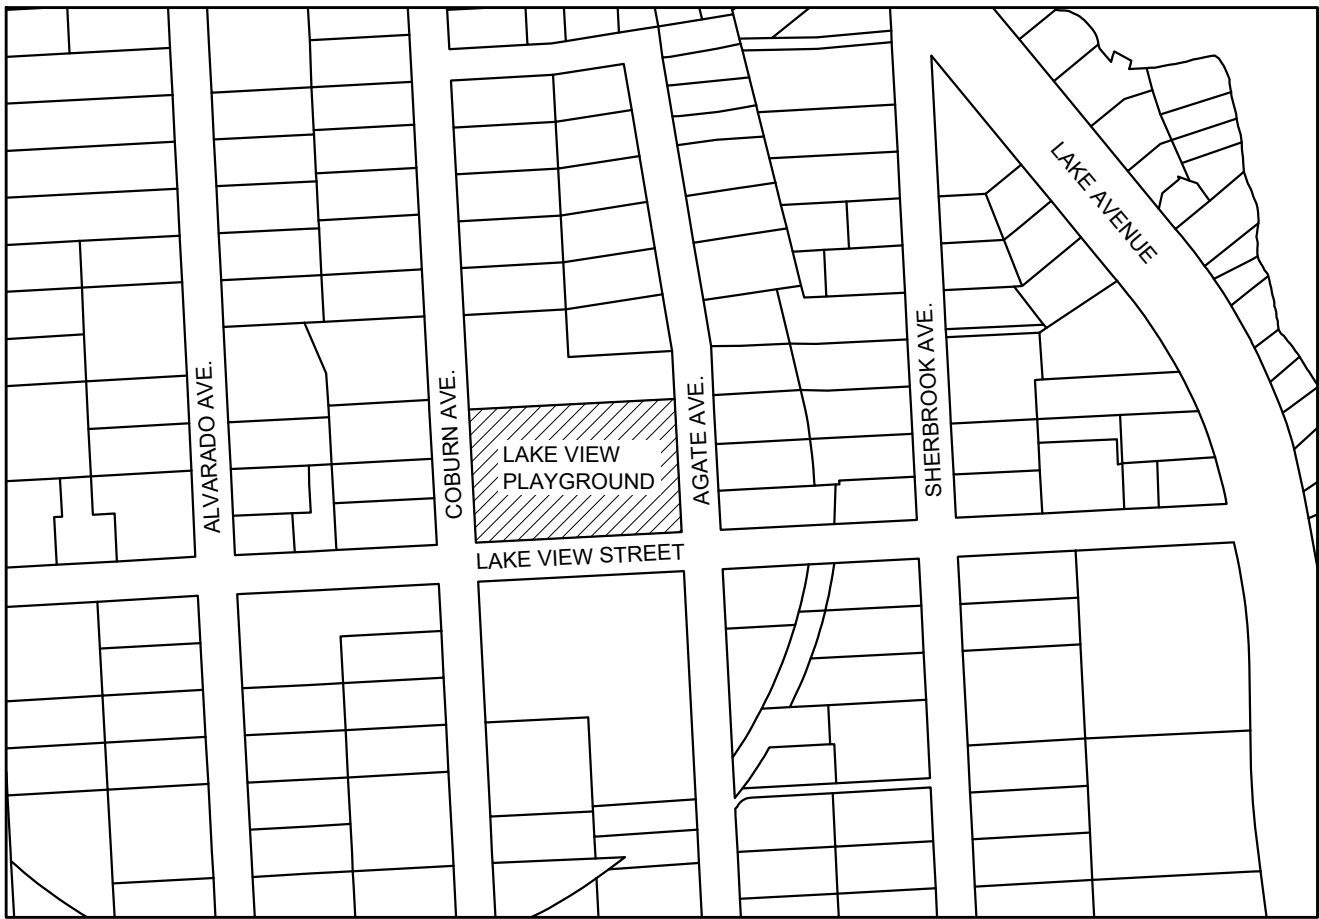 LAKE AVENUE
ALVARADO AVE.
COBURN AVE.
AGATE AVE.
SHERBROOK AVE.
LAKE VIEW
PLAYGROUND
LAKE VIEW STREET